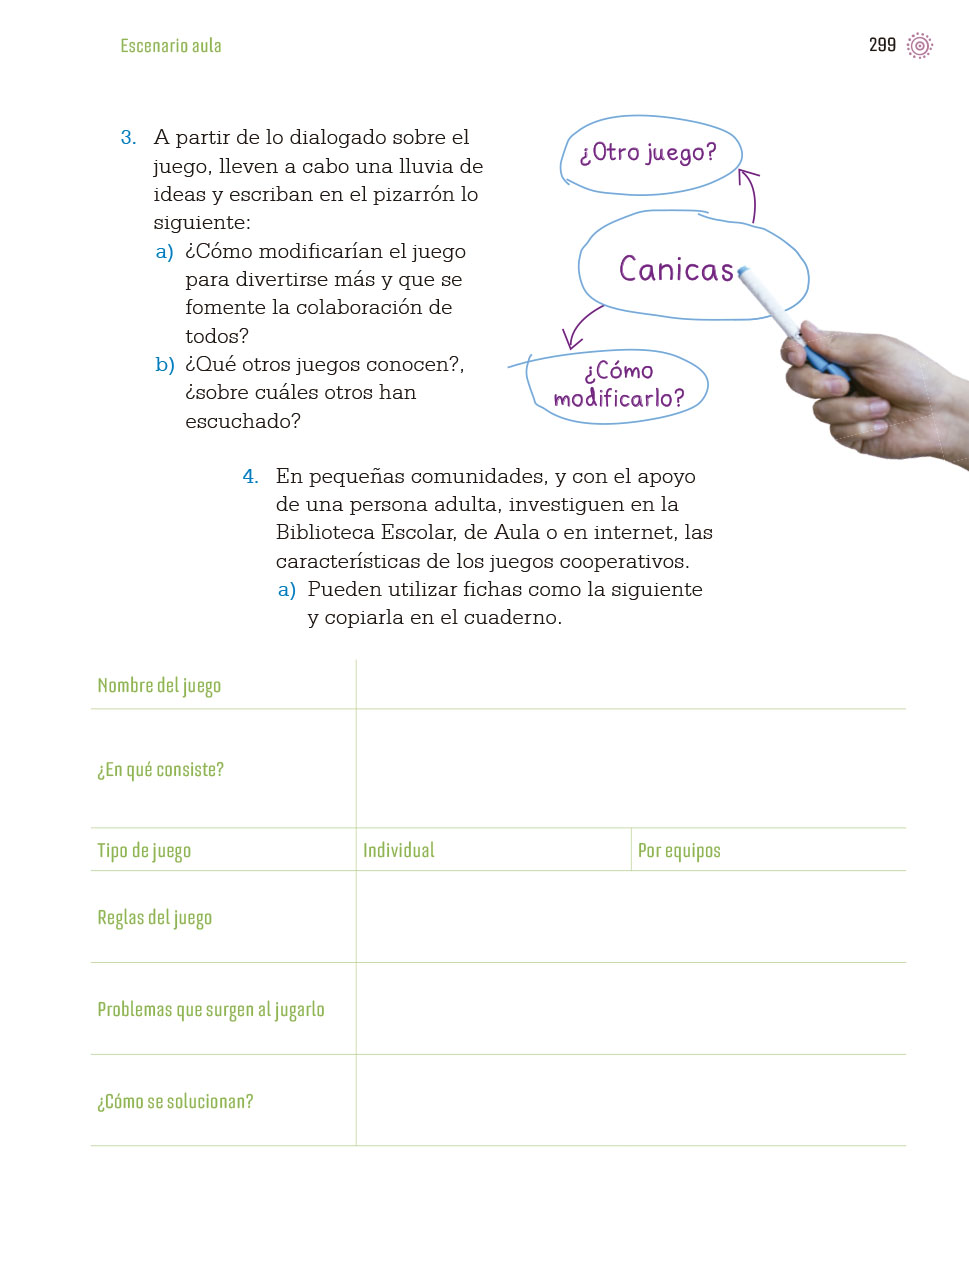 Escenario aula
299
3. A partir de lo dialogado sobre el
juego, lleven a cabo una lluvia de
ideas y escriban en el pizarrón lo
siguiente:
a) ¿Cómo modificarían el juego
para divertirse más y que se
fomente la colaboración de
todos?
b) ¿Qué otros juegos conocen?,
¿sobre cuáles otros han
escuchado?
¿Otro juego?
Canicas
¿Cómo
modificarlo?
4. En pequeñas comunidades, y con el apoyo
de una persona adulta, investiguen en la
Biblioteca Escolar, de Aula o en internet, las
características de los juegos cooperativos.
a) Pueden utilizar fichas como la siguiente
y copiarla en el cuaderno.
Nombre del juego
¿En qué consiste?
Tipo de juego Individual Por equipos
Reglas del juego
Problemas que surgen al jugarlo
¿Cómo se solucionan?